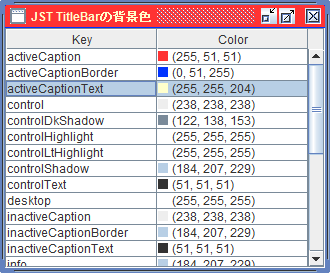 JST TitleBarの背景色
Key Color
activeCaption (255, 51, 51)
activeCaptionBorder (0, 51, 255)
activeCaptionText (255, 255, 204)
control (238, 238, 238)
controlDkShadow (122, 138, 153)
controlHighlight (255, 255, 255)
controlLtHighlight (255, 255, 255)
controlShadow (184, 207, 229)
controlText (51, 51, 51)
desktop (255, 255, 255)
inactiveCaption (238, 238, 238)
inactiveCaptionBorder (184, 207, 229)
inactiveCaptionText (51, 51, 51)
info (184, 207, 229)